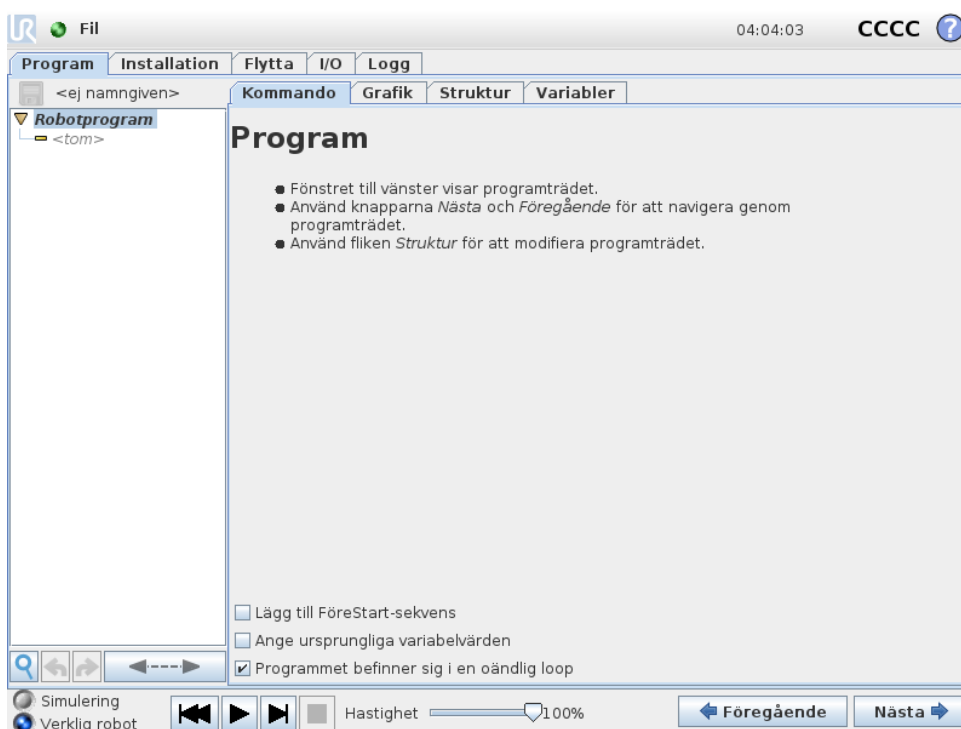 UR Fil 04:04:03 CCCC ?
Program Installation Flytta I/O Logg
<ej namngiven> Kommando Grafik Struktur Variabler
Robotprogram
<tom>
Program
Fönstret till vänster visar programträdet.
Använd knapparna Nästa och Föregående för att navigera genom
programträdet.
Använd fliken Struktur för att modifiera programträdet.
Lägg till FöreStart-sekvens
Ange ursprungliga variabelvärden
Programmet befinner sig i en oändlig loop
Simulering
Verklig robot
Hastighet 100% Föregående Nästa